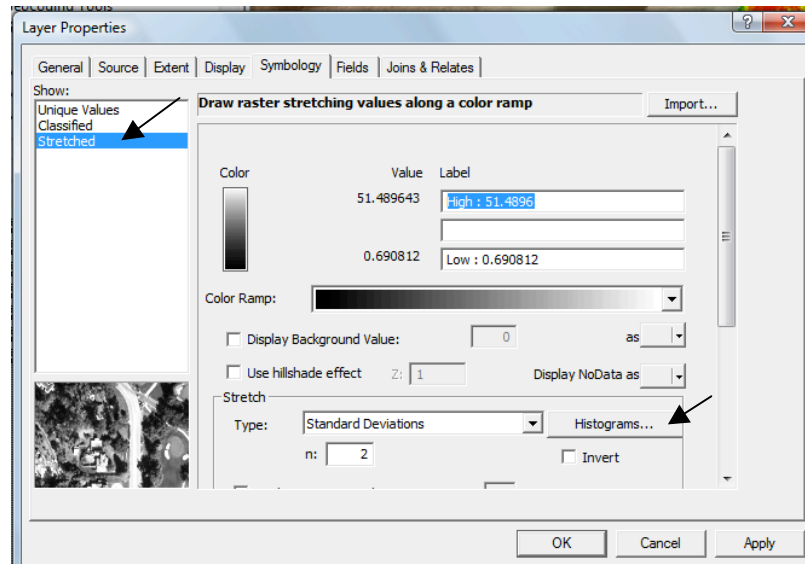 Geocoding Tools
Layer Properties
General Source Extent Display Symbology Fields Joins & Relates
Show:
Unique Values
Classified
Stretched
Draw raster stretching values along a color ramp
Import...
Color Value Label
51.489643 High : 51.4896
0.690812 Low : 0.690812
Color Ramp:
Display Background Value: 0 as
Use hillshade effect Z: 1 Display NoData as
Stretch
Type: Standard Deviations Histograms...
n: 2 Invert
OK Cancel Apply